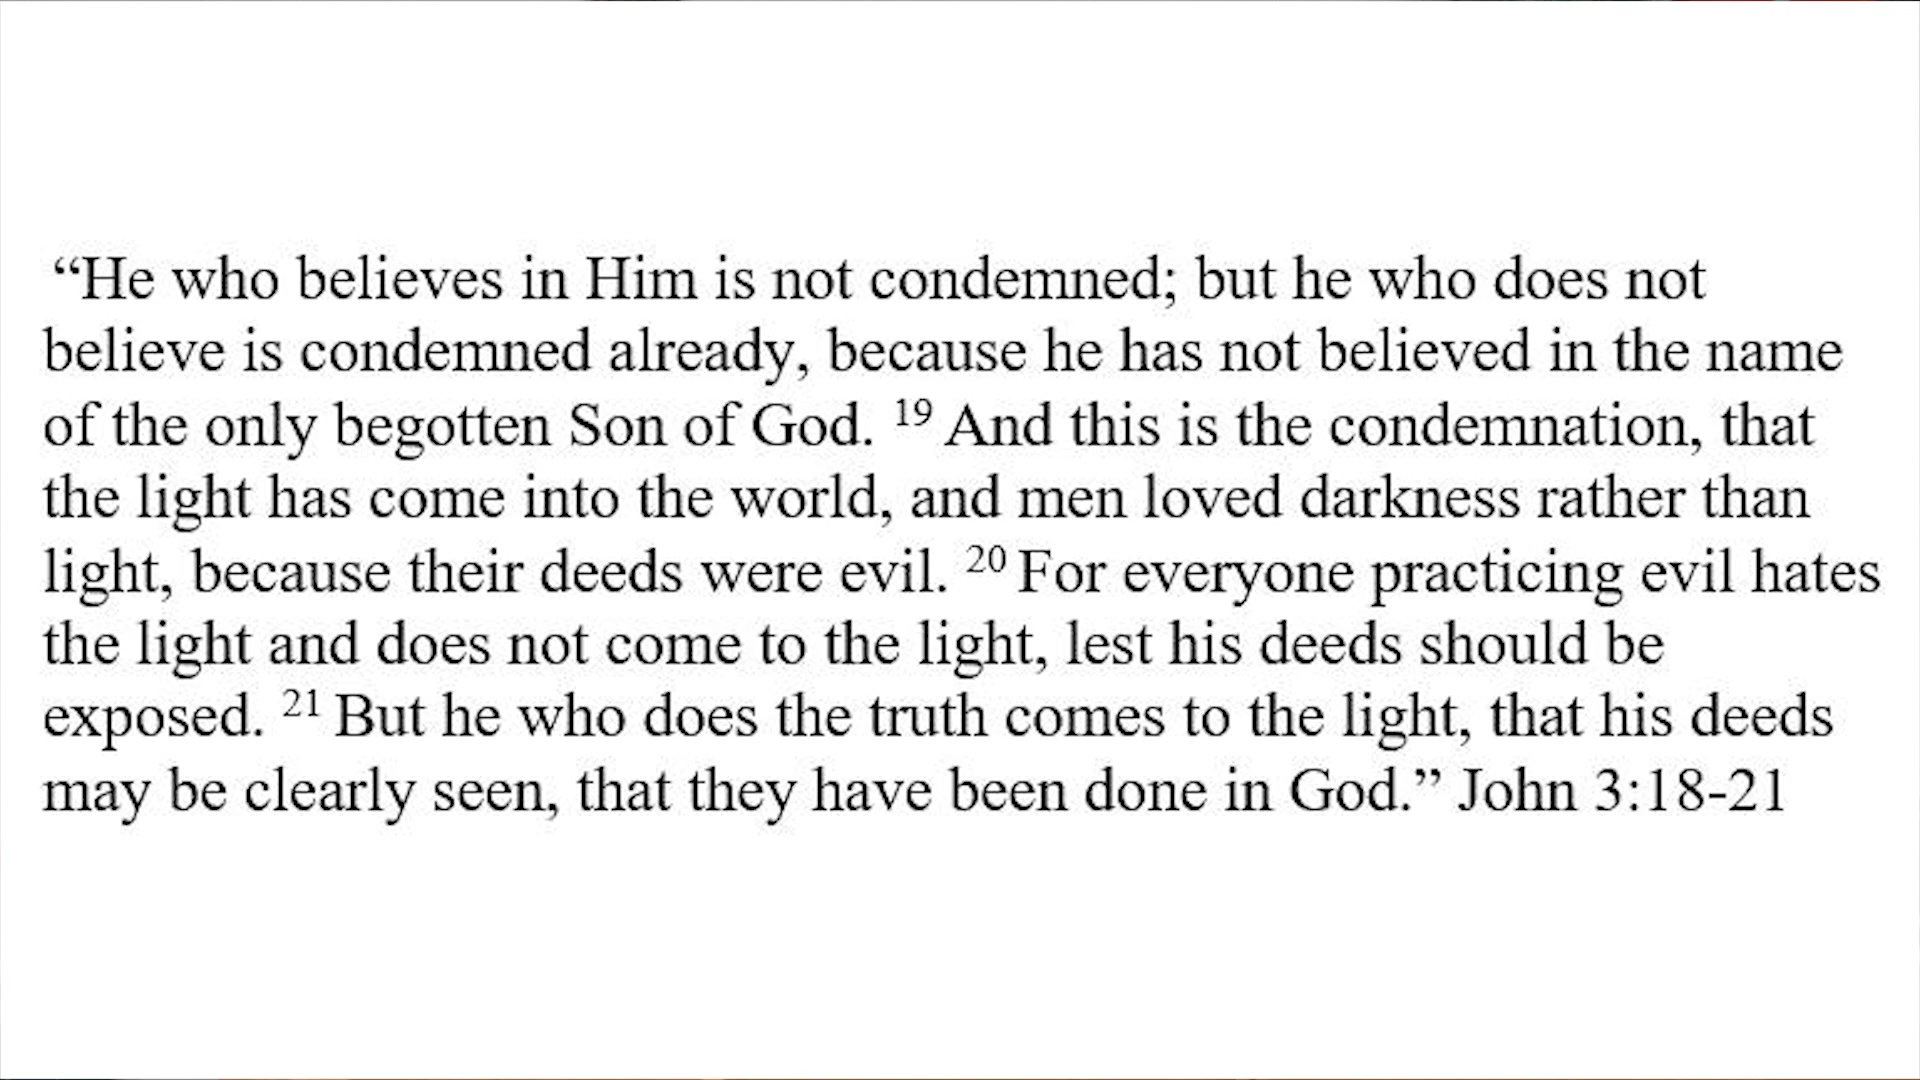 “He who believes in Him is not condemned; but he who does not
believe is condemned already, because he has not believed in the name
of the only begotten Son of God. 19 And this is the condemnation, that
the light has come into the world, and men loved darkness rather than
light, because their deeds were evil. 20 For everyone practicing evil hates
the light and does not come to the light, lest his deeds should be
exposed. 21 But he who does the truth comes to the light, that his deeds
may be clearly seen, that they have been done in God.” John 3:18-21